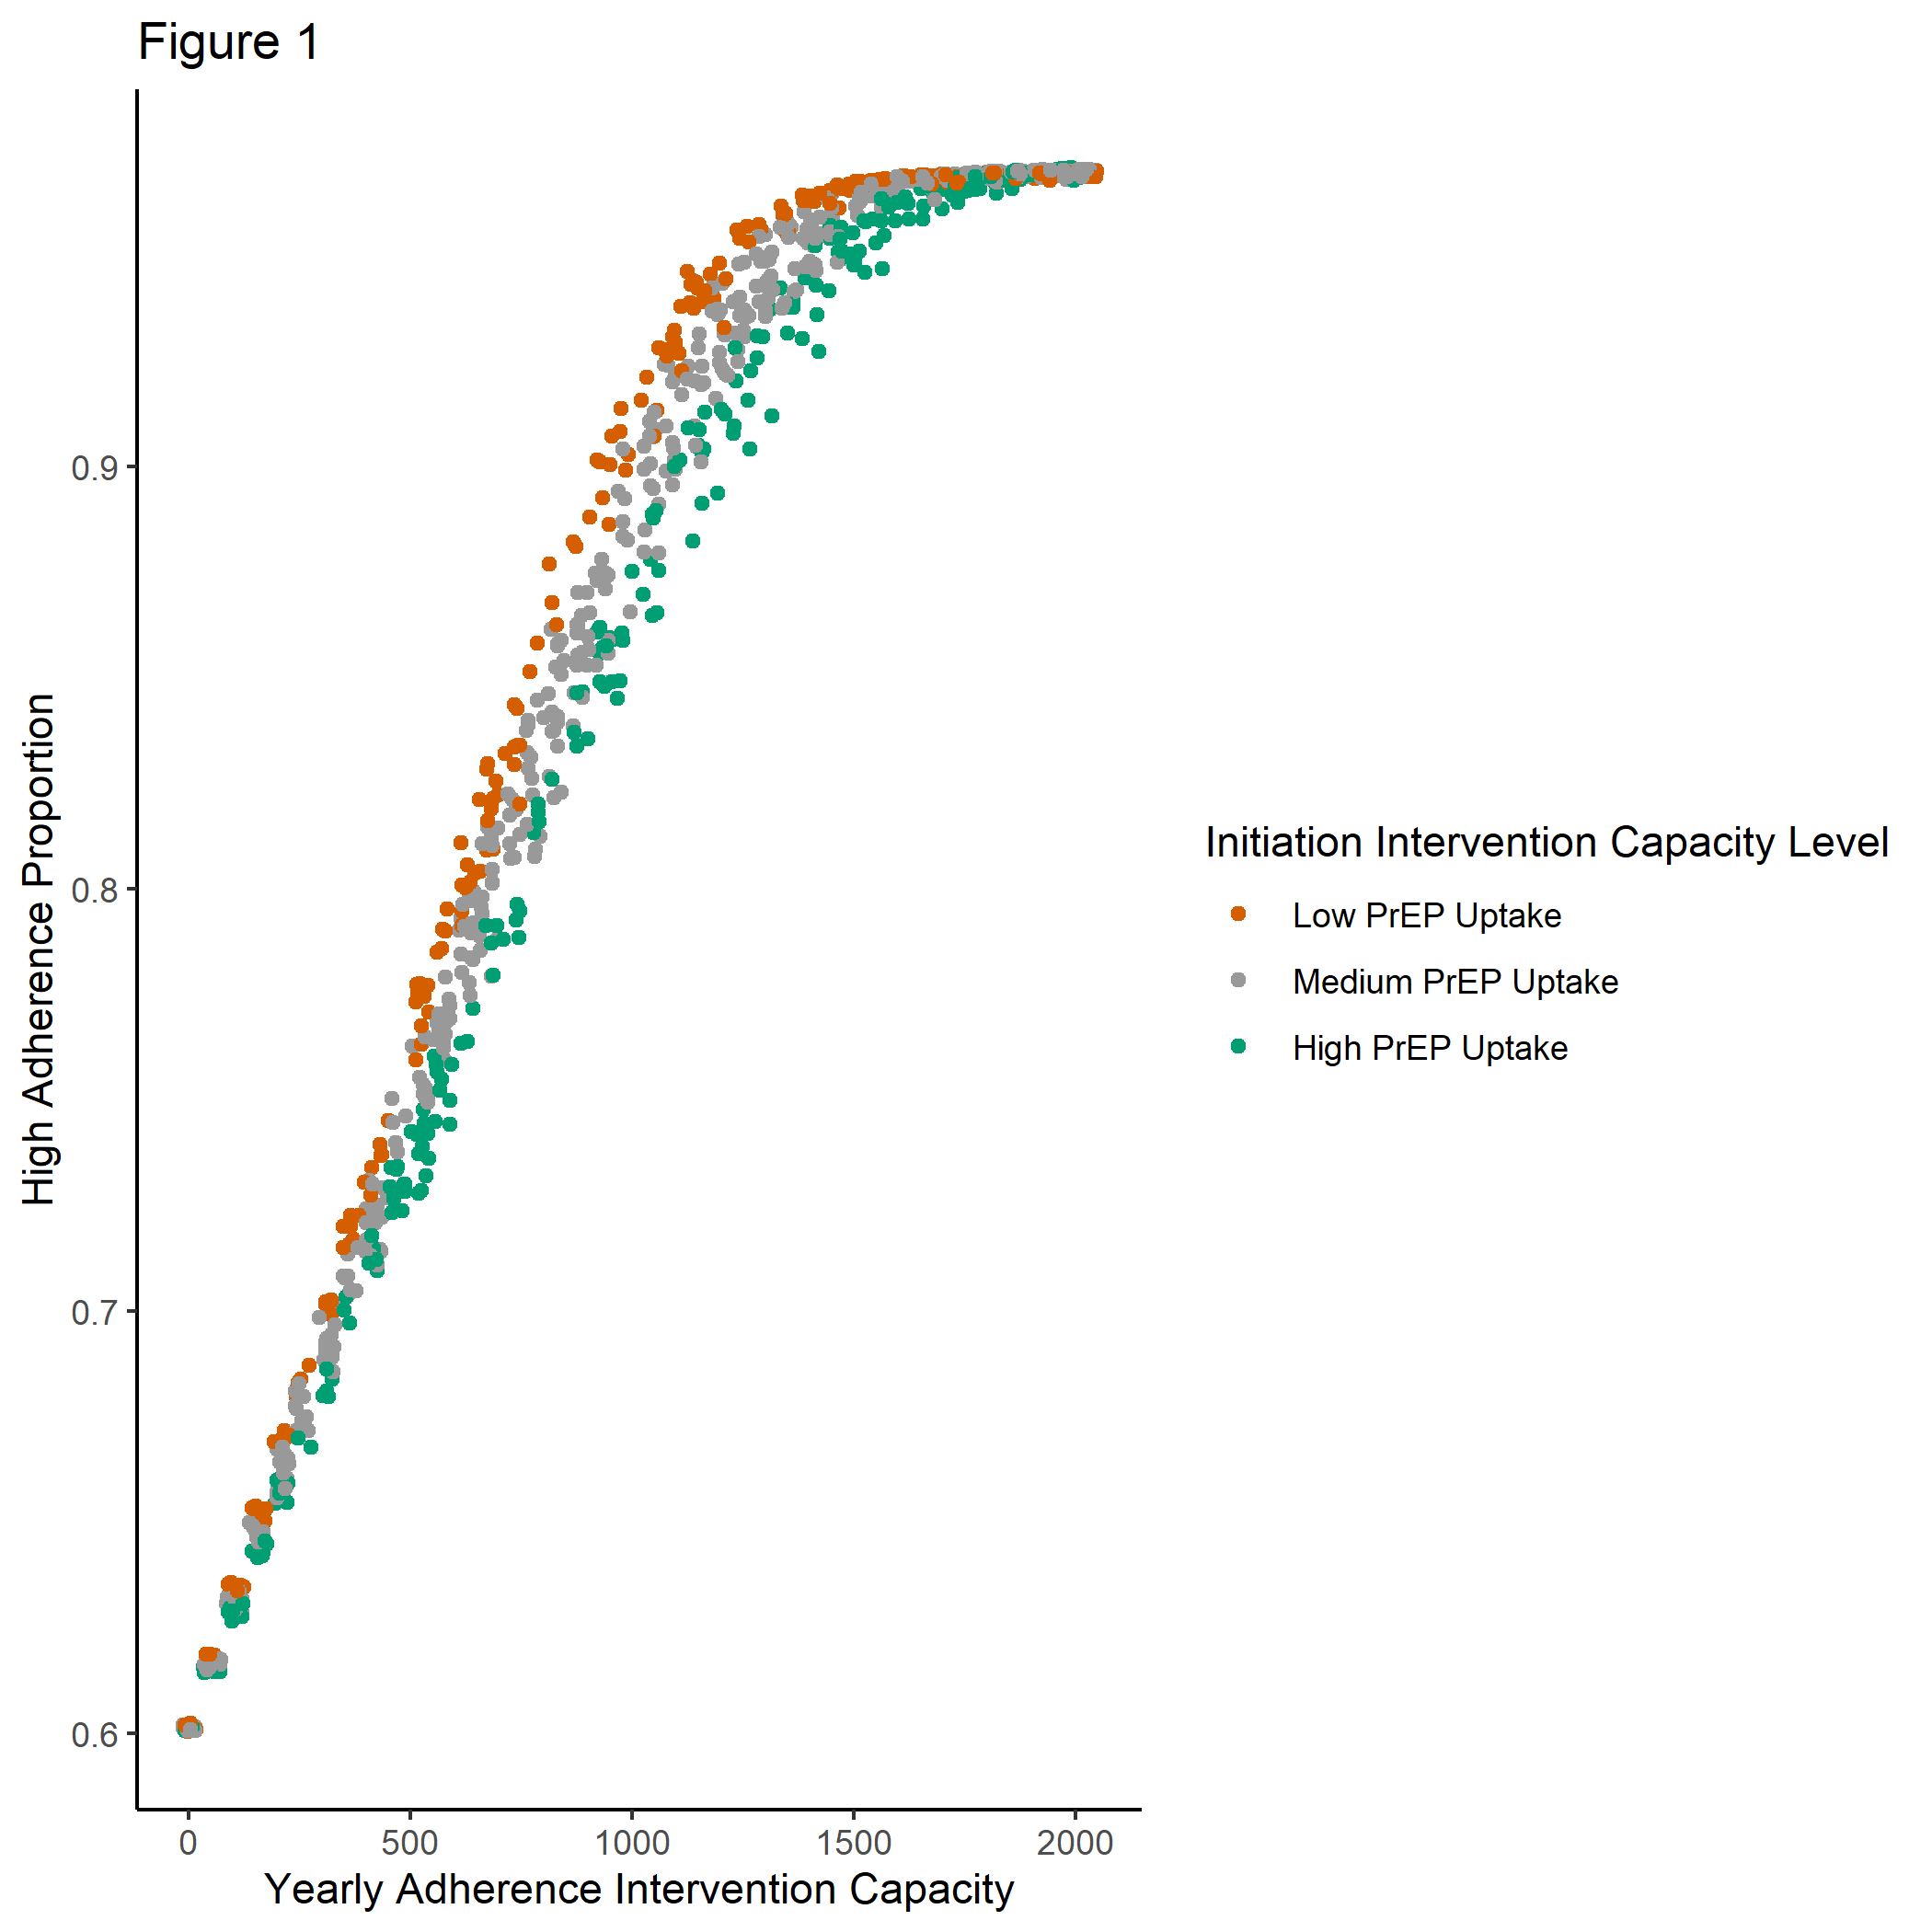 Figure 1
High Adherence Proportion
0.9
0.8
0.7
0.6
0 500 1000 1500 2000
Yearly Adherence Intervention Capacity
Initiation Intervention Capacity Level
Low PrEP Uptake
Medium PrEP Uptake
High PrEP Uptake